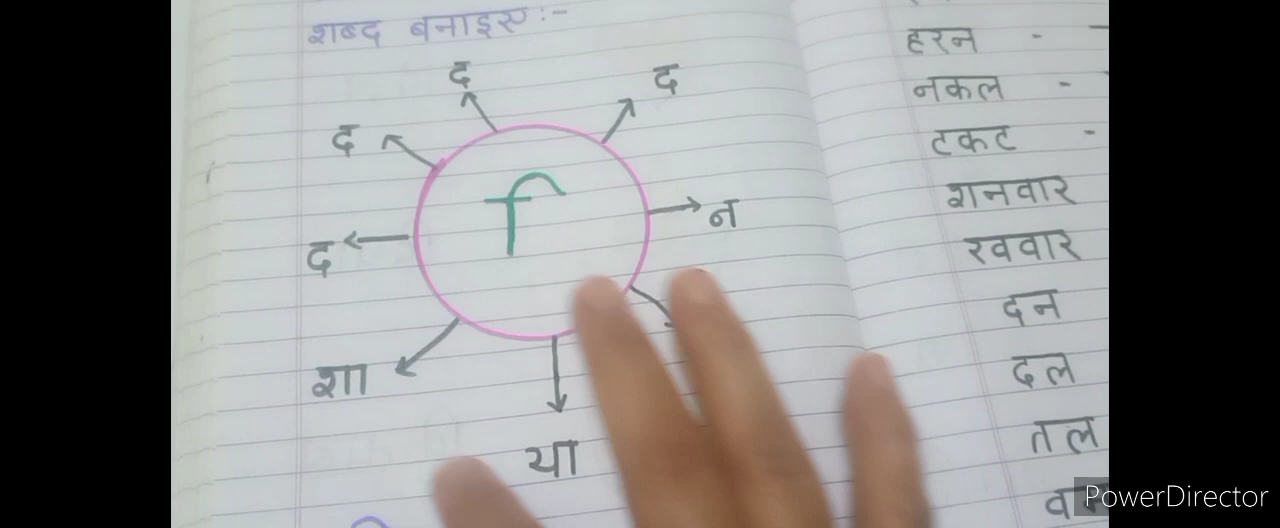 शब्द बनाइए :-
द
द
द
न
द
शा
या
ि
हरन -
नकल -
टकट -
शनवार
रववार
दन
दल
तल
PowerDirector